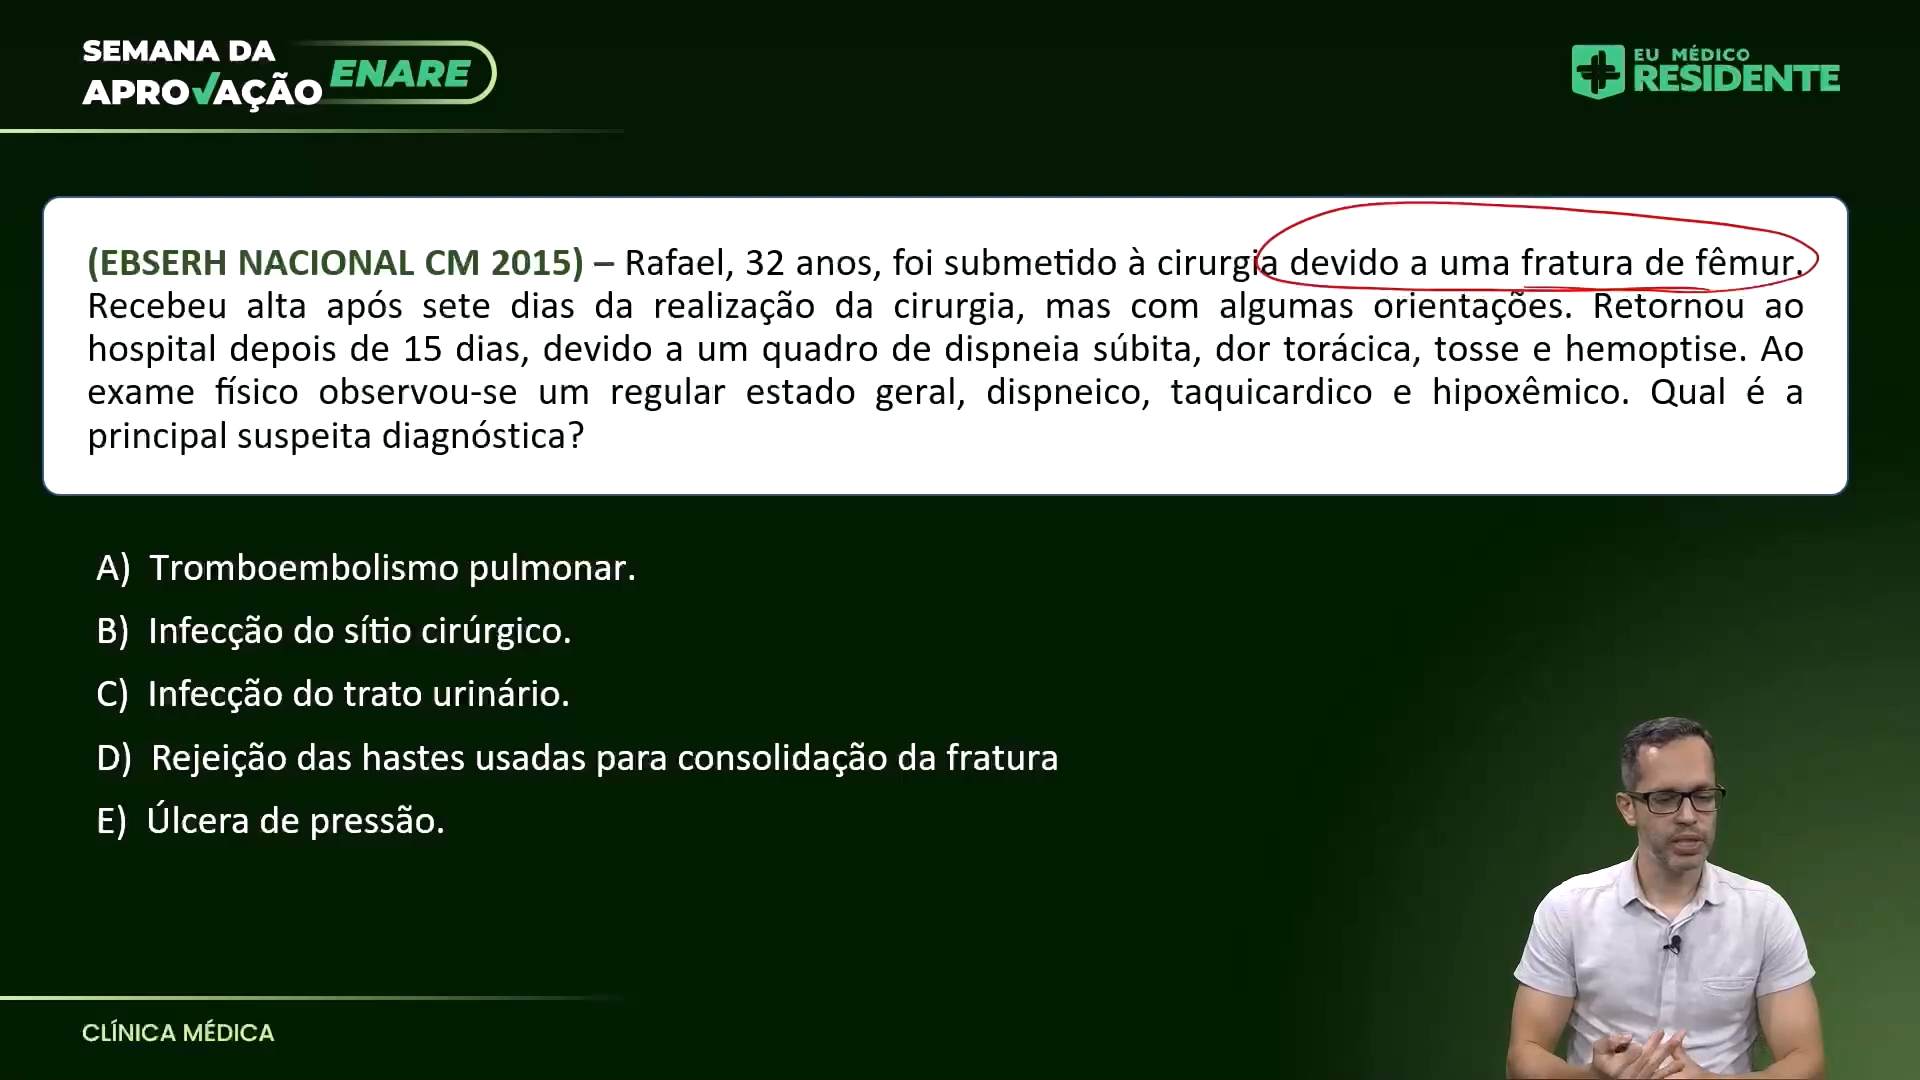 SEMANA DA
APROVAÇÃO ENARE
EU MÉDICO
RESIDENTE
(EBSERH NACIONAL CM 2015) – Rafael, 32 anos, foi submetido à cirurgia devido a uma fratura de fêmur.
Recebeu alta após sete dias da realização da cirurgia, mas com algumas orientações. Retornou ao
hospital depois de 15 dias, devido a um quadro de dispneia súbita, dor torácica, tosse e hemoptise. Ao
exame físico observou-se um regular estado geral, dispneico, taquicardico e hipoxêmico. Qual é a
principal suspeita diagnóstica?
A) Tromboembolismo pulmonar.
B) Infecção do sítio cirúrgico.
C) Infecção do trato urinário.
D) Rejeição das hastes usadas para consolidação da fratura
E) Úlcera de pressão.
CLÍNICA MÉDICA